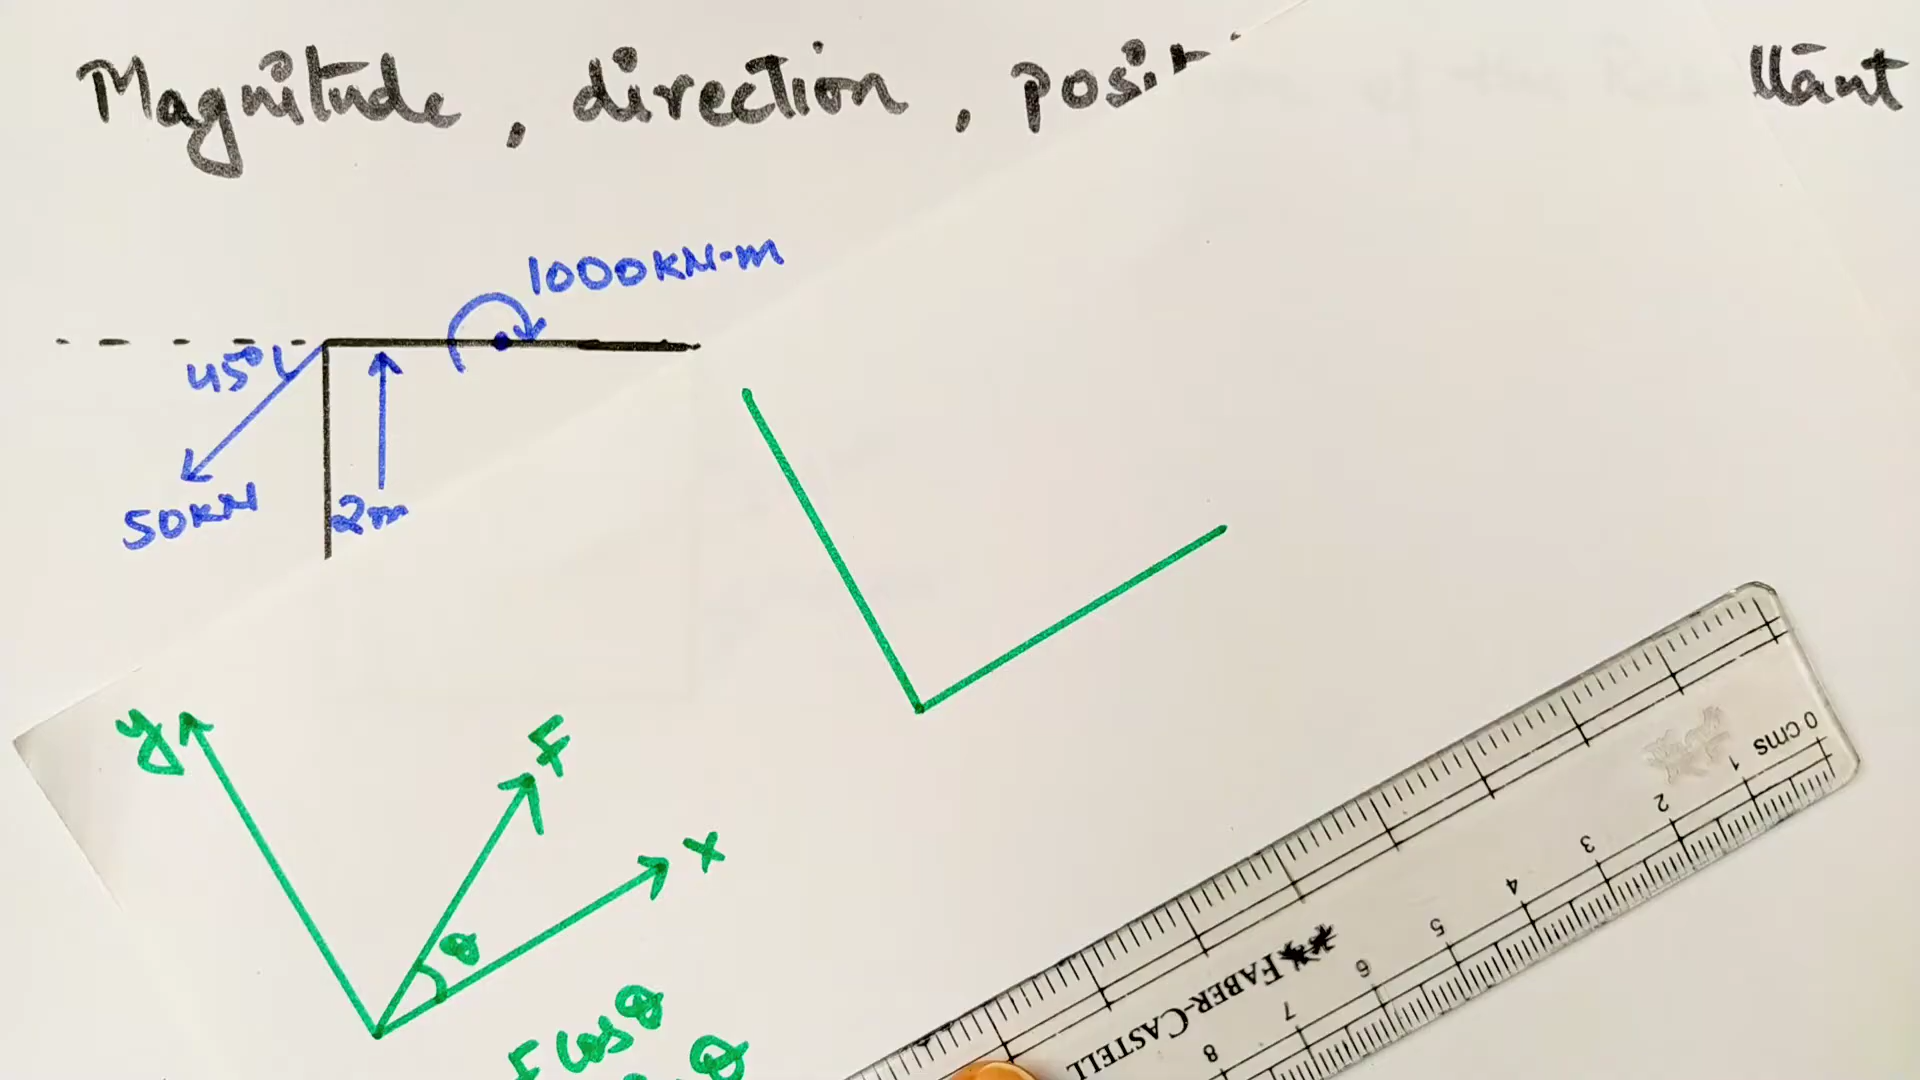 Magnitude, direction, posit llant
1000KN-m
45°
50KN
2m
y
F
x
θ
F cosθ
θ
0 cms
1
2
3
4
5
6
7
8
FABER-CASTELL